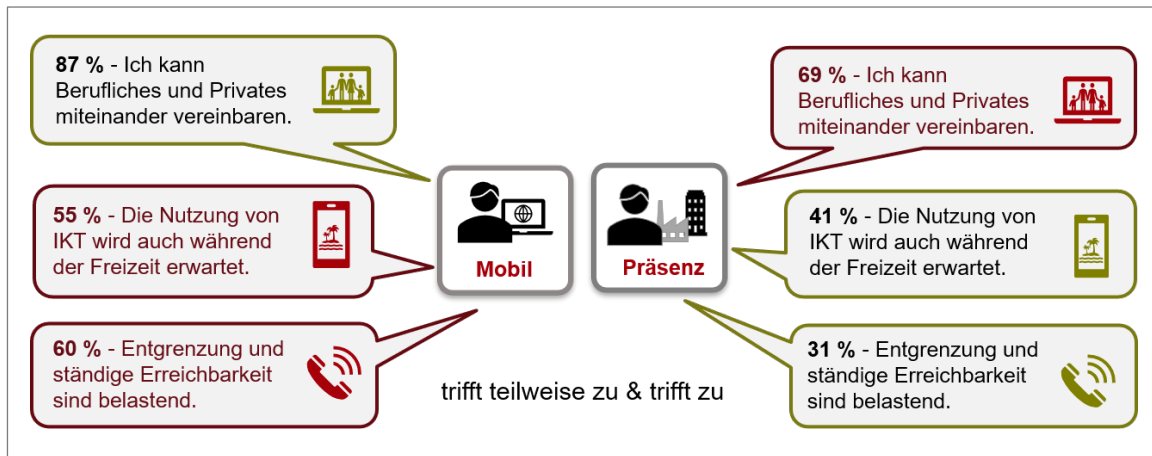 87 % - Ich kann
Berufliches und Privates
miteinander vereinbaren.
55 % - Die Nutzung von
IKT wird auch während
der Freizeit erwartet.
60 % - Entgrenzung und
ständige Erreichbarkeit
sind belastend.
Mobil
Präsenz
trifft teilweise zu & trifft zu
69 % - Ich kann
Berufliches und Privates
miteinander vereinbaren.
41 % - Die Nutzung von
IKT wird auch während
der Freizeit erwartet.
31 % - Entgrenzung und
ständige Erreichbarkeit
sind belastend.